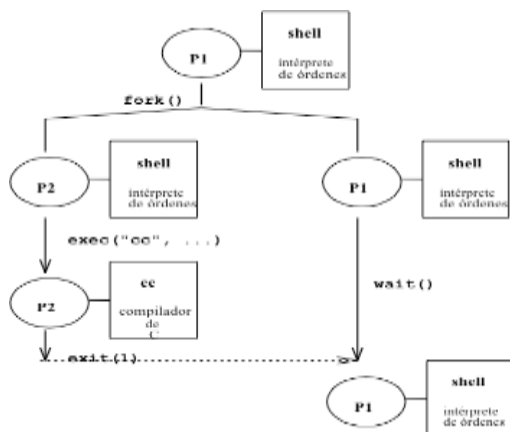 shell
P1
intérprete
de órdenes
fork()
shell
P2
intérprete
de órdenes
shell
P1
intérprete
de órdenes
exec("cc", ...)
cc
P2
compilador
de
C
wait()
exit(1)
shell
P1
intérprete
de órdenes